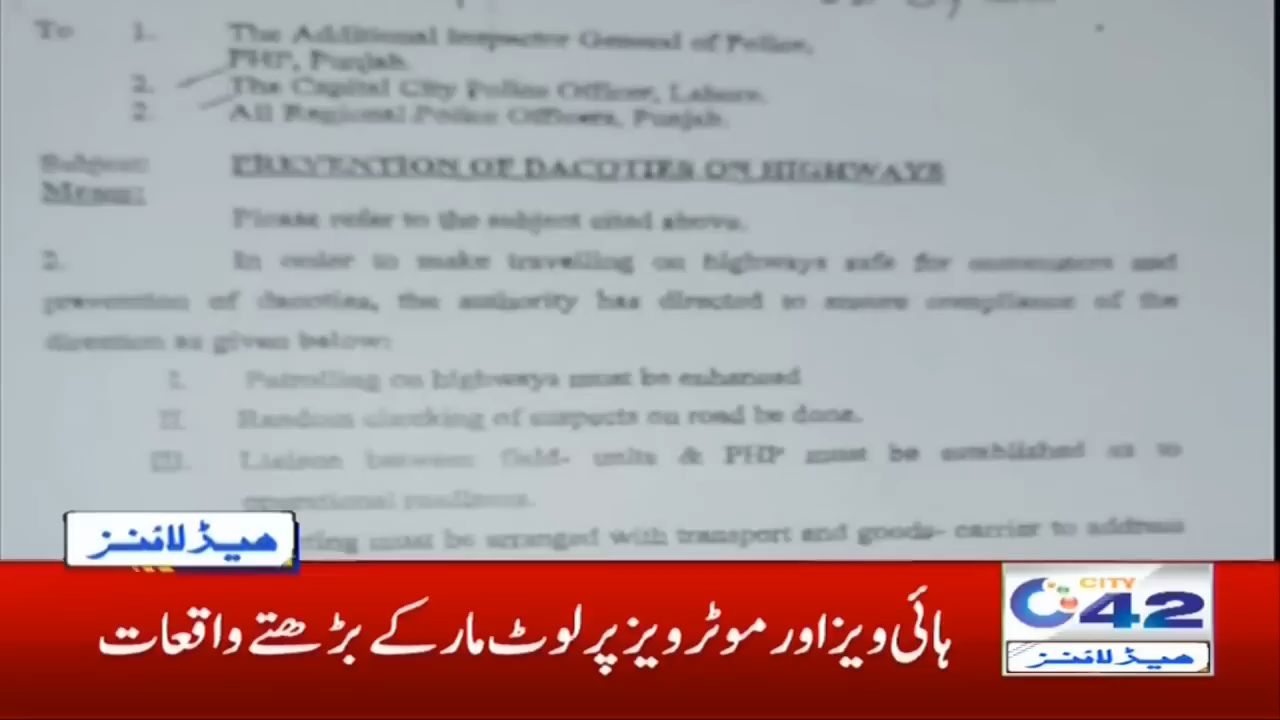 To 1. The Additional Inspector General of Police,
PHP, Punjab.
2. The Capital City Police Officer, Lahore.
2. All Regional Police Officers, Punjab.
Subject: PREVENTION OF DACOTIES ON HIGHWAYS
Memo:
Please refer to the subject cited above.
2. In order to make travelling on highways safe for commuters and
prevention of dacoties, the authority has directed to ensure compliance of the
direction as given below:
I. Patrolling on highways must be enhanced
II. Random checking of suspects on road be done.
III. Liaison between field- units & PHP must be established as to
operational readiness.
must be arranged with transport and goods- carrier to address
ہیڈلائنز
ہائی ویز اور موٹرویز پر لوٹ مار کے بڑھتے واقعات
CITY
42
ہیڈلائنز